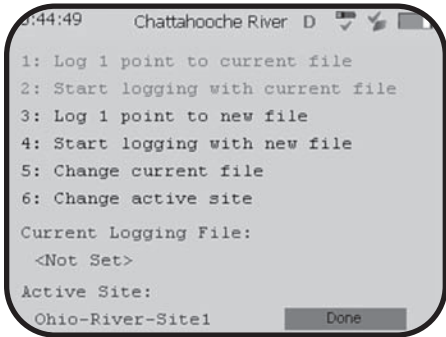 :44:49 Chattahooche River D
1: Log 1 point to current file
2: Start logging with current file
3: Log 1 point to new file
4: Start logging with new file
5: Change current file
6: Change active site
Current Logging File:
<Not Set>
Active Site:
Ohio-River-Site1 Done